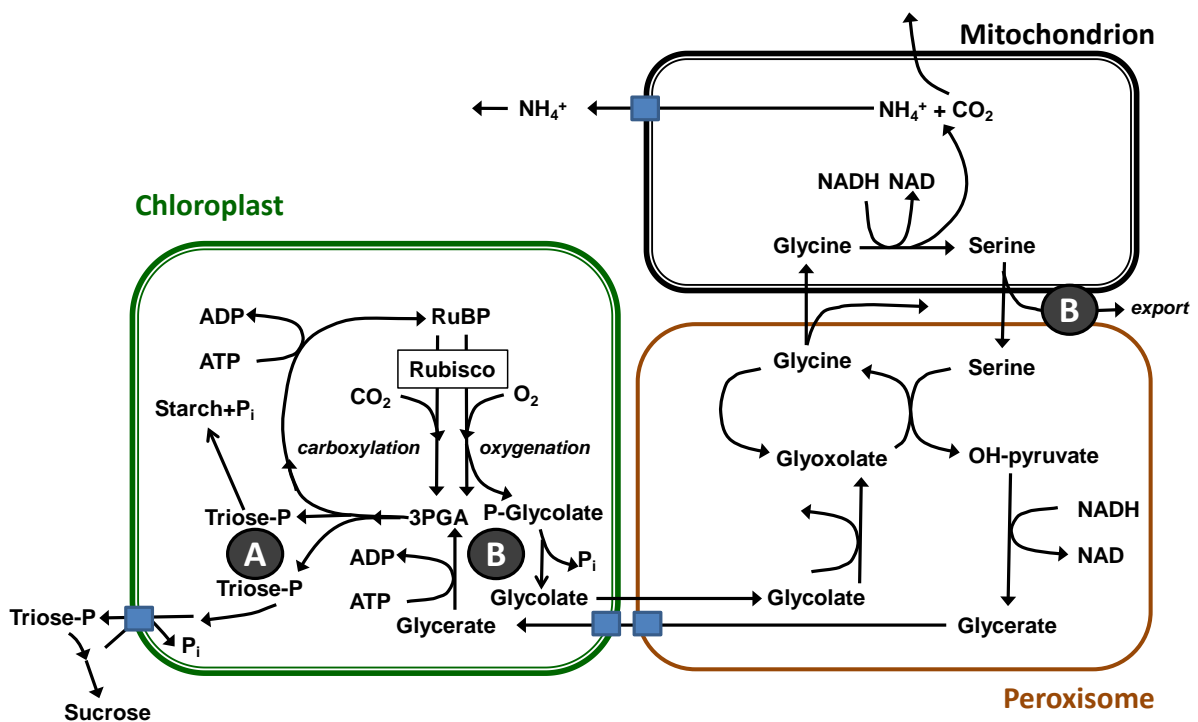 Mitochondrion
NH4+
NH4+ + CO2
NADH NAD
Chloroplast
Glycine
Serine
ADP
RuBP
B
export
ATP
Glycine
Serine
Rubisco
CO2
O2
Starch+Pi
carboxylation
oxygenation
Glyoxolate
OH-pyruvate
Triose-P
3PGA
P-Glycolate
NADH
A
B
ADP
Pi
NAD
Triose-P
ATP
Glycolate
Glycolate
Triose-P
Glycerate
Glycerate
Pi
Peroxisome
Sucrose